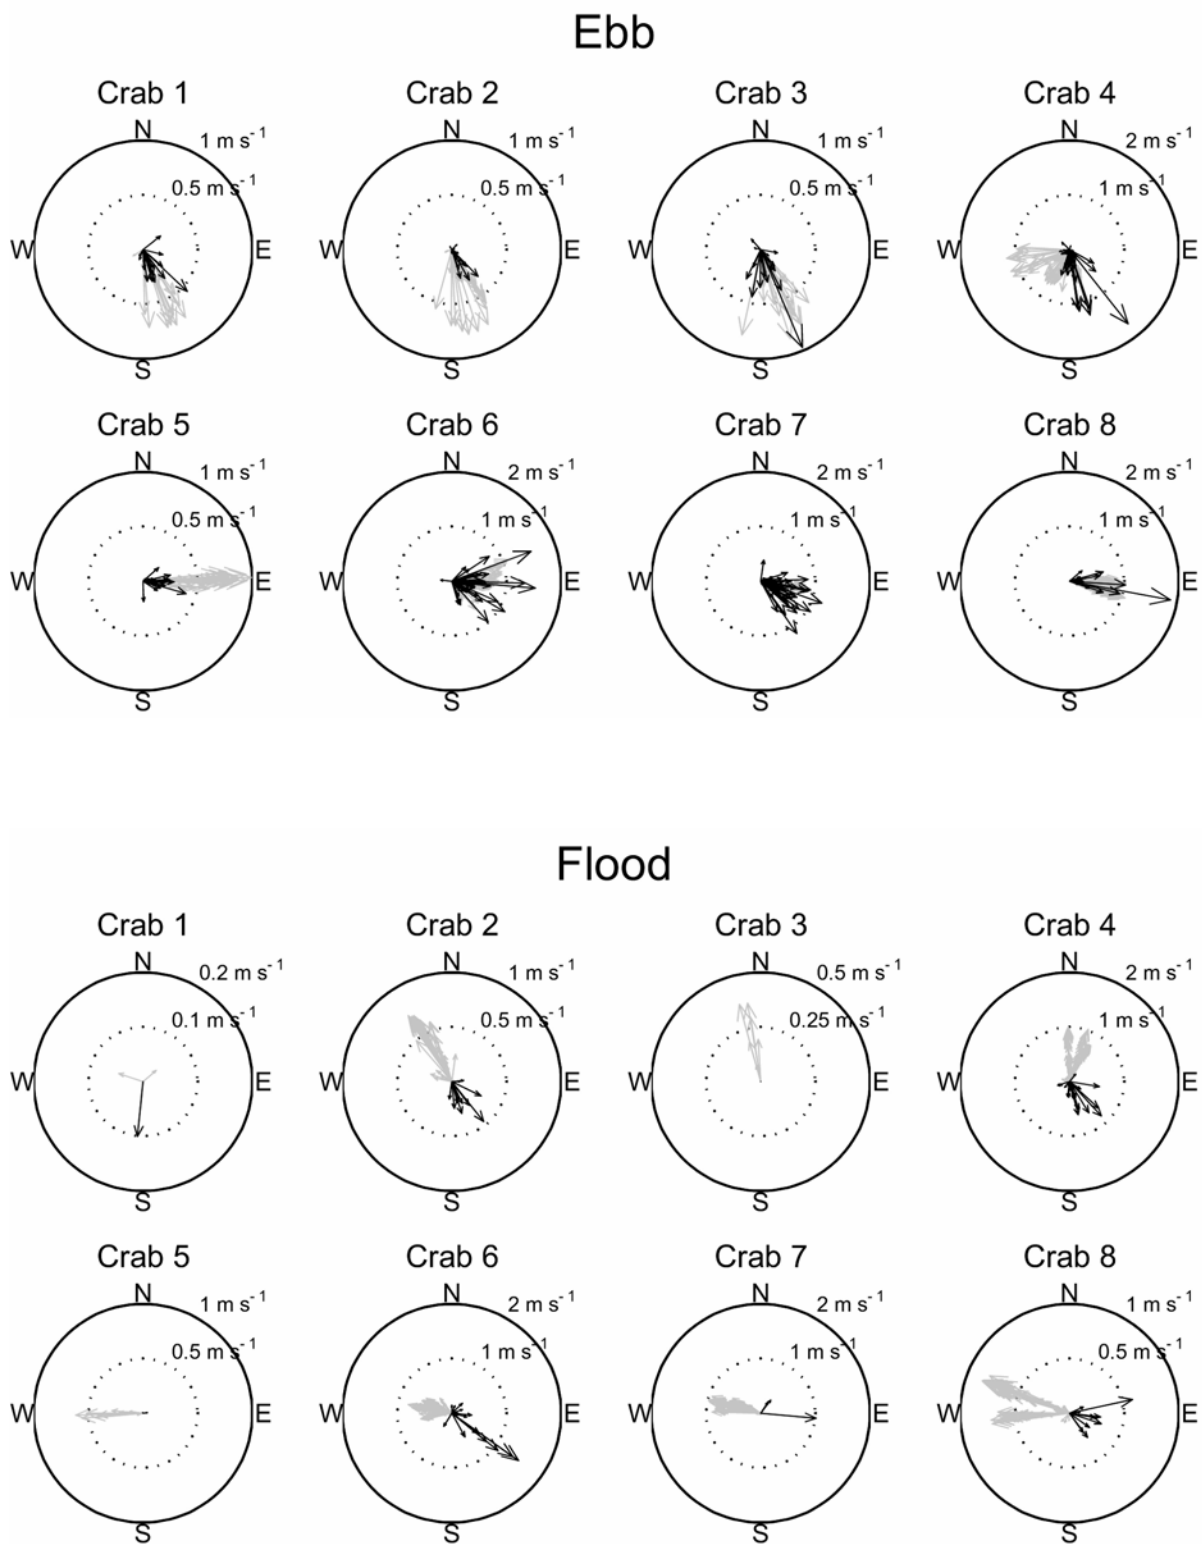 Ebb
Crab 1 Crab 2 Crab 3 Crab 4
N 1 m s-1 N 1 m s-1 N 1 m s-1 N 2 m s-1
0.5 m s-1 0.5 m s-1 0.5 m s-1 1 m s-1
W E W E W E W E
S S S S
Crab 5 Crab 6 Crab 7 Crab 8
N 1 m s-1 N 2 m s-1 N 2 m s-1 N 2 m s-1
0.5 m s-1 1 m s-1 1 m s-1 1 m s-1
W E W E W E W E
S S S S
Flood
Crab 1 Crab 2 Crab 3 Crab 4
N 0.2 m s-1 N 1 m s-1 N 0.5 m s-1 N 2 m s-1
0.1 m s-1 0.5 m s-1 0.25 m s-1 1 m s-1
W E W E W E W E
S S S S
Crab 5 Crab 6 Crab 7 Crab 8
N 1 m s-1 N 2 m s-1 N 2 m s-1 N 1 m s-1
0.5 m s-1 1 m s-1 1 m s-1 0.5 m s-1
W E W E W E W E
S S S S